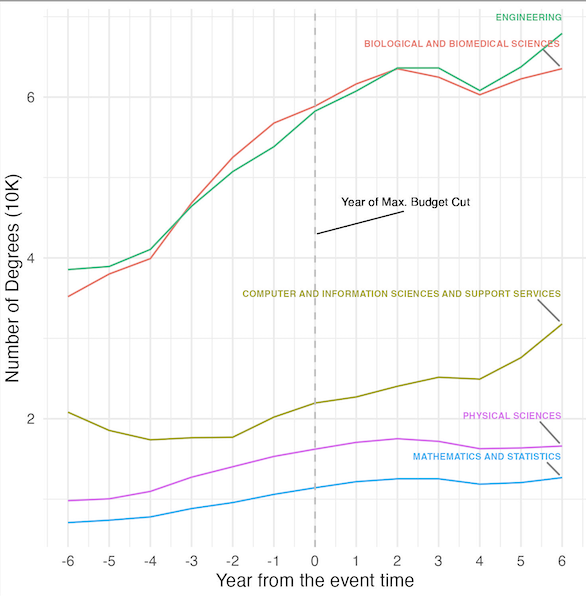 ENGINEERING
BIOLOGICAL AND BIOMEDICAL SCIENCES
6
Year of Max. Budget Cut
4
COMPUTER AND INFORMATION SCIENCES AND SUPPORT SERVICES
2
PHYSICAL SCIENCES
MATHEMATICS AND STATISTICS
Number of Degrees (10K)
-6 -5 -4 -3 -2 -1 0 1 2 3 4 5 6
Year from the event time